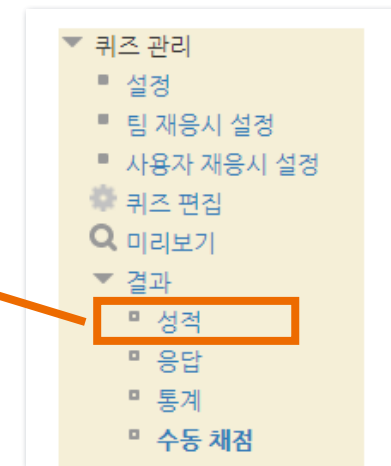 퀴즈 관리
설정
팀 재응시 설정
사용자 재응시 설정
퀴즈 편집
미리보기
결과
성적
응답
통계
수동 채점